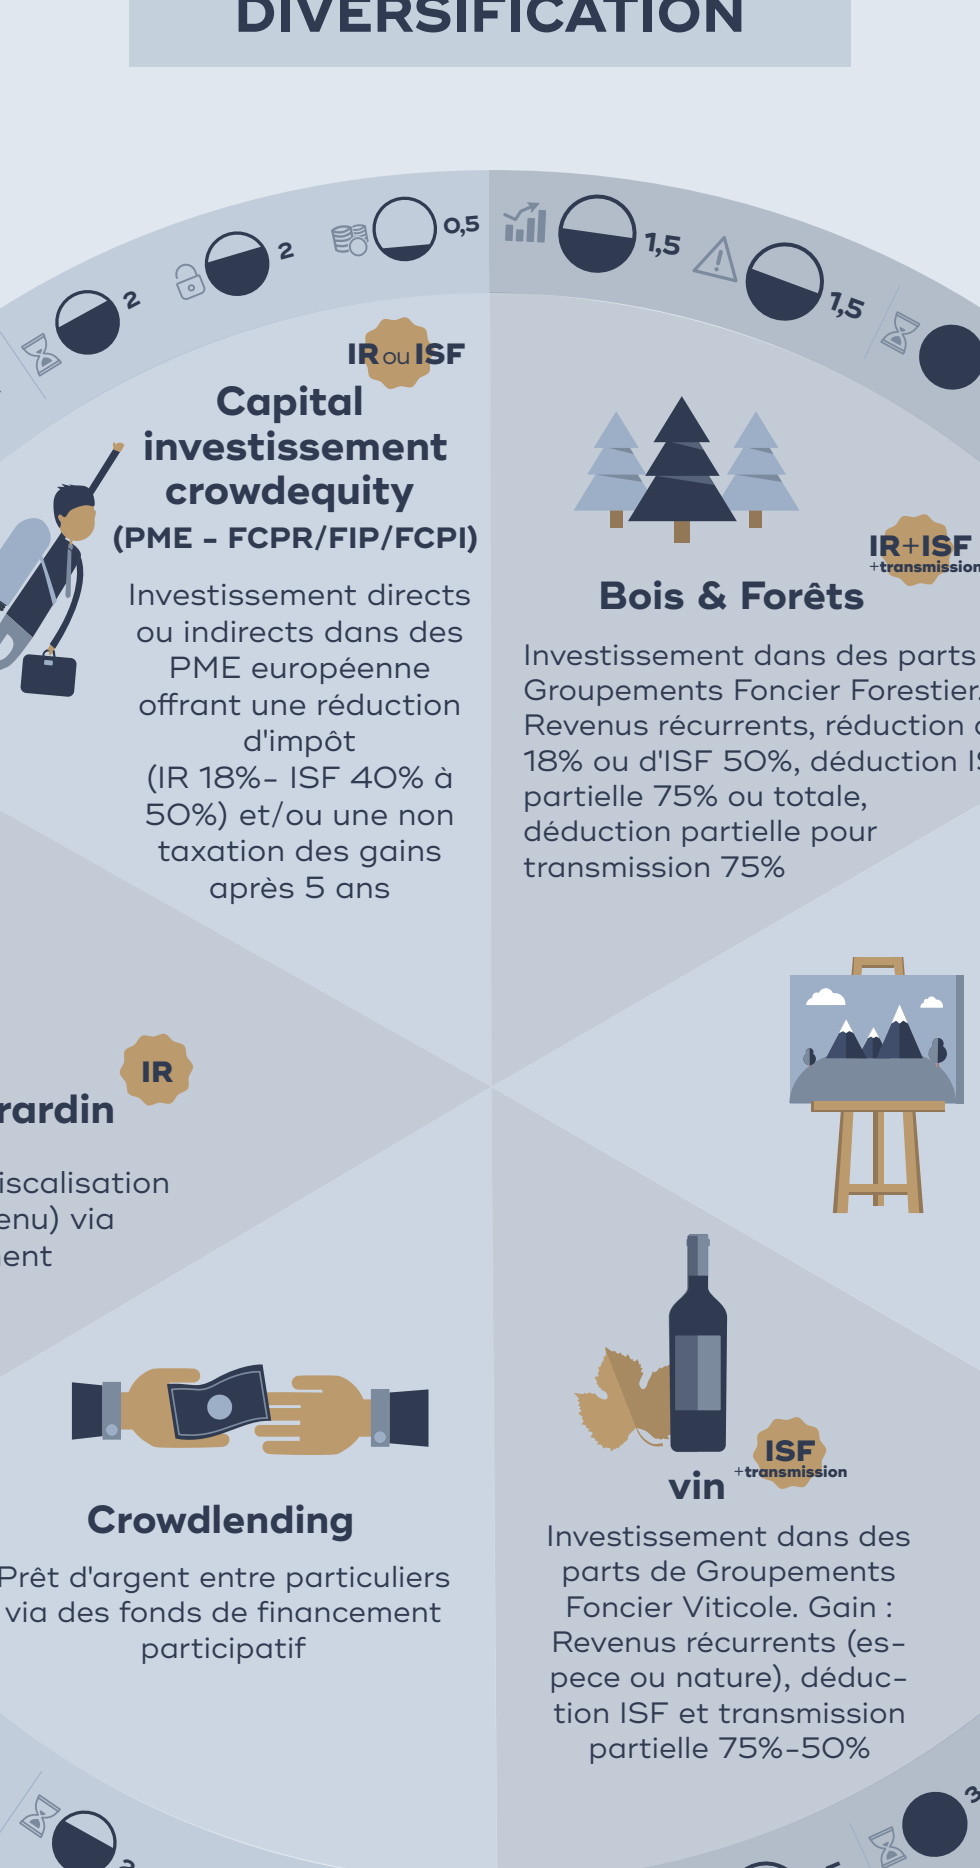 DIVERSIFICATION
2
2
0,5
1,5
1,5
IR ou ISF
Capital
investissement
crowdequity
(PME - FCPR/FIP/FCPI)
Investissement directs
ou indirects dans des
PME européenne
offrant une réduction
d'impôt
(IR 18%- ISF 40% à
50%) et/ou une non
taxation des gains
après 5 ans
IR+ISF
+transmission
Bois & Forêts
Investissement dans des parts
Groupements Foncier Forestier.
Revenus récurrents, réduction
18% ou d'ISF 50%, déduction
partielle 75% ou totale,
déduction partielle pour
transmission 75%
IR
rardin
iscalisation
enu) via
ent
Crowdlending
Prêt d'argent entre particuliers
via des fonds de financement
participatif
ISF
+transmission
vin
Investissement dans des
parts de Groupements
Foncier Viticole. Gain :
Revenus récurrents (es-
pece ou nature), déduc-
tion ISF et transmission
partielle 75%-50%
3